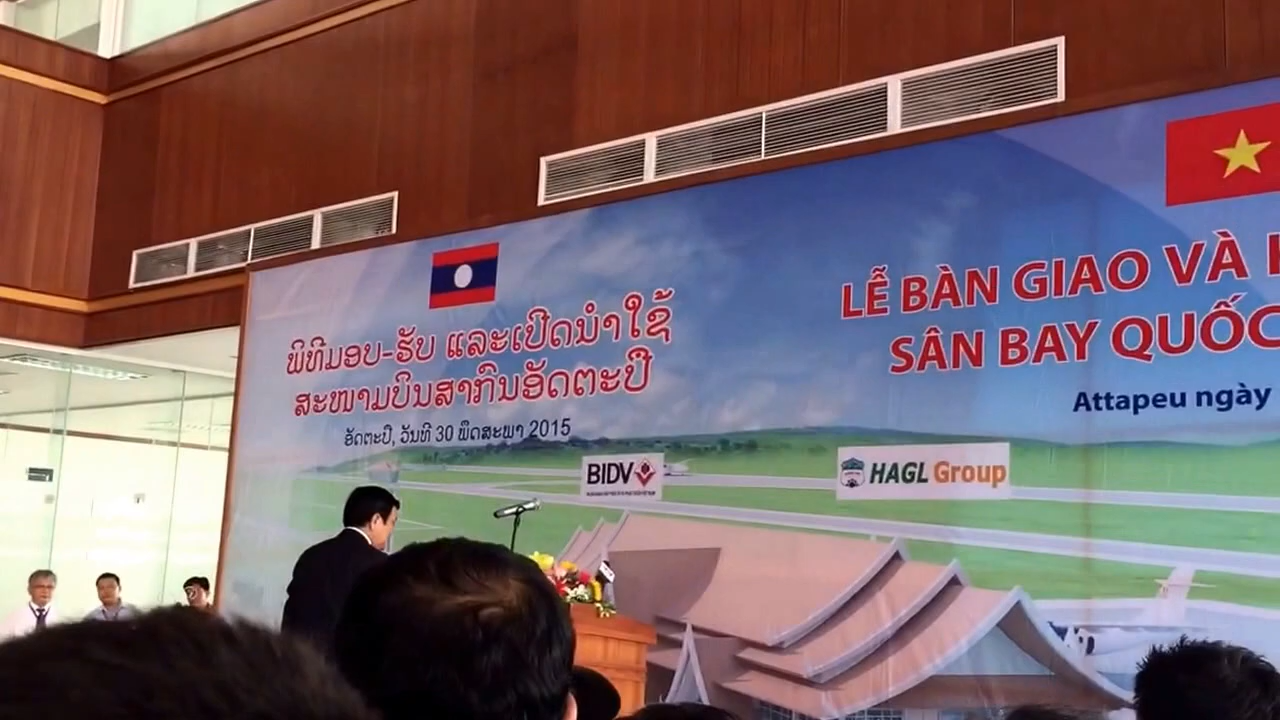 ພິທີມອບ-ຮັບ ແລະເປີດນຳໃຊ້
ສະໜາມບິນສາກົນອັດຕະປື
ອັດຕະປື, ວັນທີ 30 ພຶດສະພາ 2015
LỄ BÀN GIAO VÀ
SÂN BAY QUỐC
Attapeu ngày
BIDV
HAGL Group